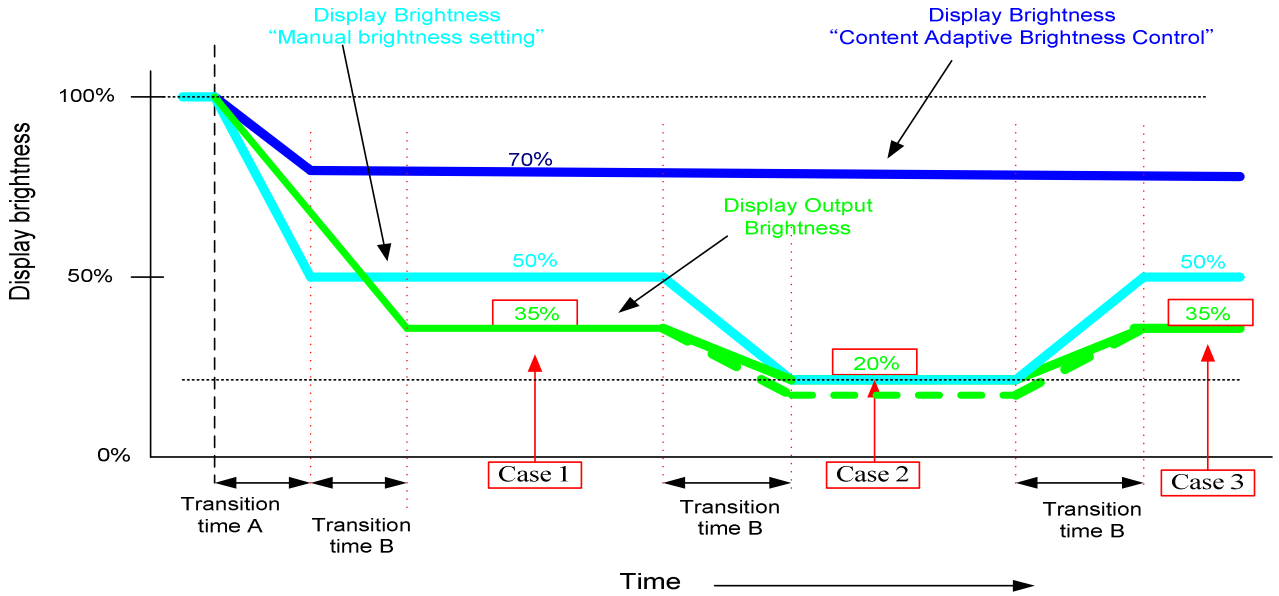 Display Brightness
“Manual brightness setting”
Display Brightness
“Content Adaptive Brightness Control”
100%
Display brightness
70%
Display Output
Brightness
50%
50%
50%
35%
35%
20%
0%
Case 1
Case 2
Case 3
Transition
time A
Transition
time B
Transition
time B
Transition
time B
Time